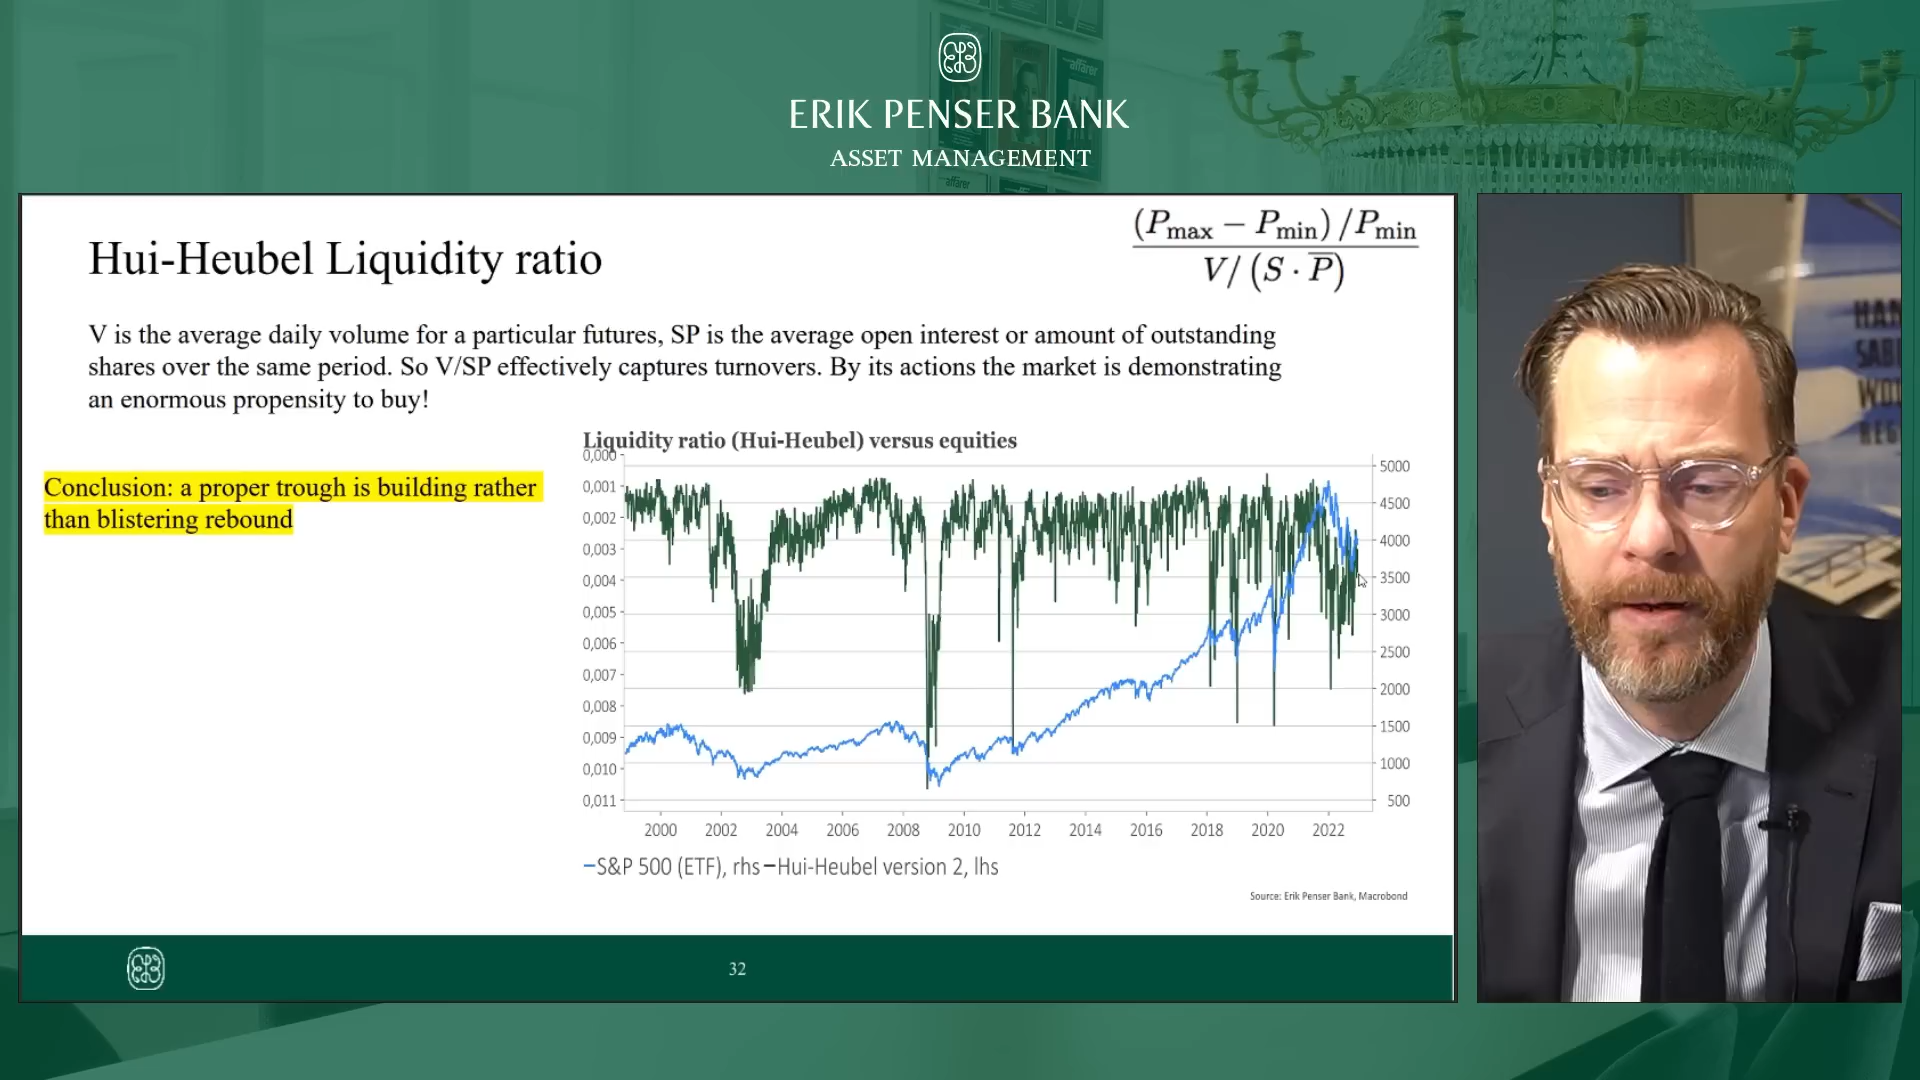 affärer
ERIK PENSER BANK
ASSET MANAGEMENT
affärer
affärer
Hui-Heubel Liquidity ratio
(Pmax − Pmin) /Pmin
V/ (S · P̅)
V is the average daily volume for a particular futures, SP is the average open interest or amount of outstanding
shares over the same period. So V/SP effectively captures turnovers. By its actions the market is demonstrating
an enormous propensity to buy!
Conclusion: a proper trough is building rather
than blistering rebound
Liquidity ratio (Hui-Heubel) versus equities
0,000
0,001
0,002
0,003
0,004
0,005
0,006
0,007
0,008
0,009
0,010
0,011
5000
4500
4000
3500
3000
2500
2000
1500
1000
500
2000 2002 2004 2006 2008 2010 2012 2014 2016 2018 2020 2022
S&P 500 (ETF), rhs Hui-Heubel version 2, lhs
Source: Erik Penser Bank, Macrobond
32